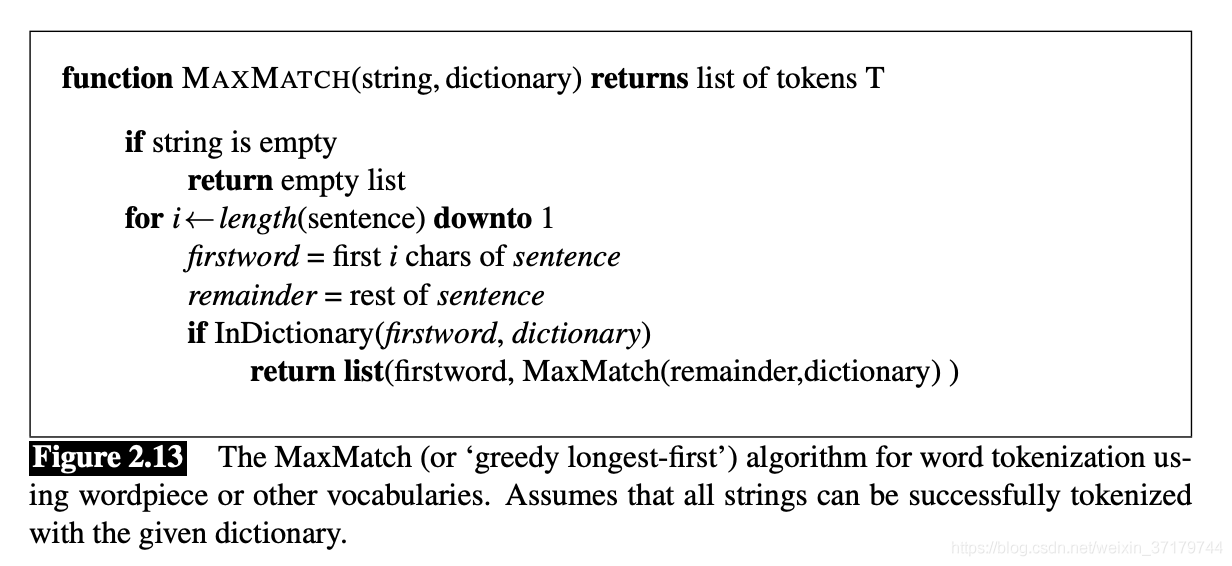 function MAXMATCH(string, dictionary) returns list of tokens T
if string is empty
return empty list
for i←length(sentence) downto 1
firstword = first i chars of sentence
remainder = rest of sentence
if InDictionary(firstword, dictionary)
return list(firstword, MaxMatch(remainder,dictionary) )
Figure 2.13 The MaxMatch (or ‘greedy longest-first’) algorithm for word tokenization us-
ing wordpiece or other vocabularies. Assumes that all strings can be successfully tokenized
with the given dictionary.
https://blog.csdn.net/weixin_37179744